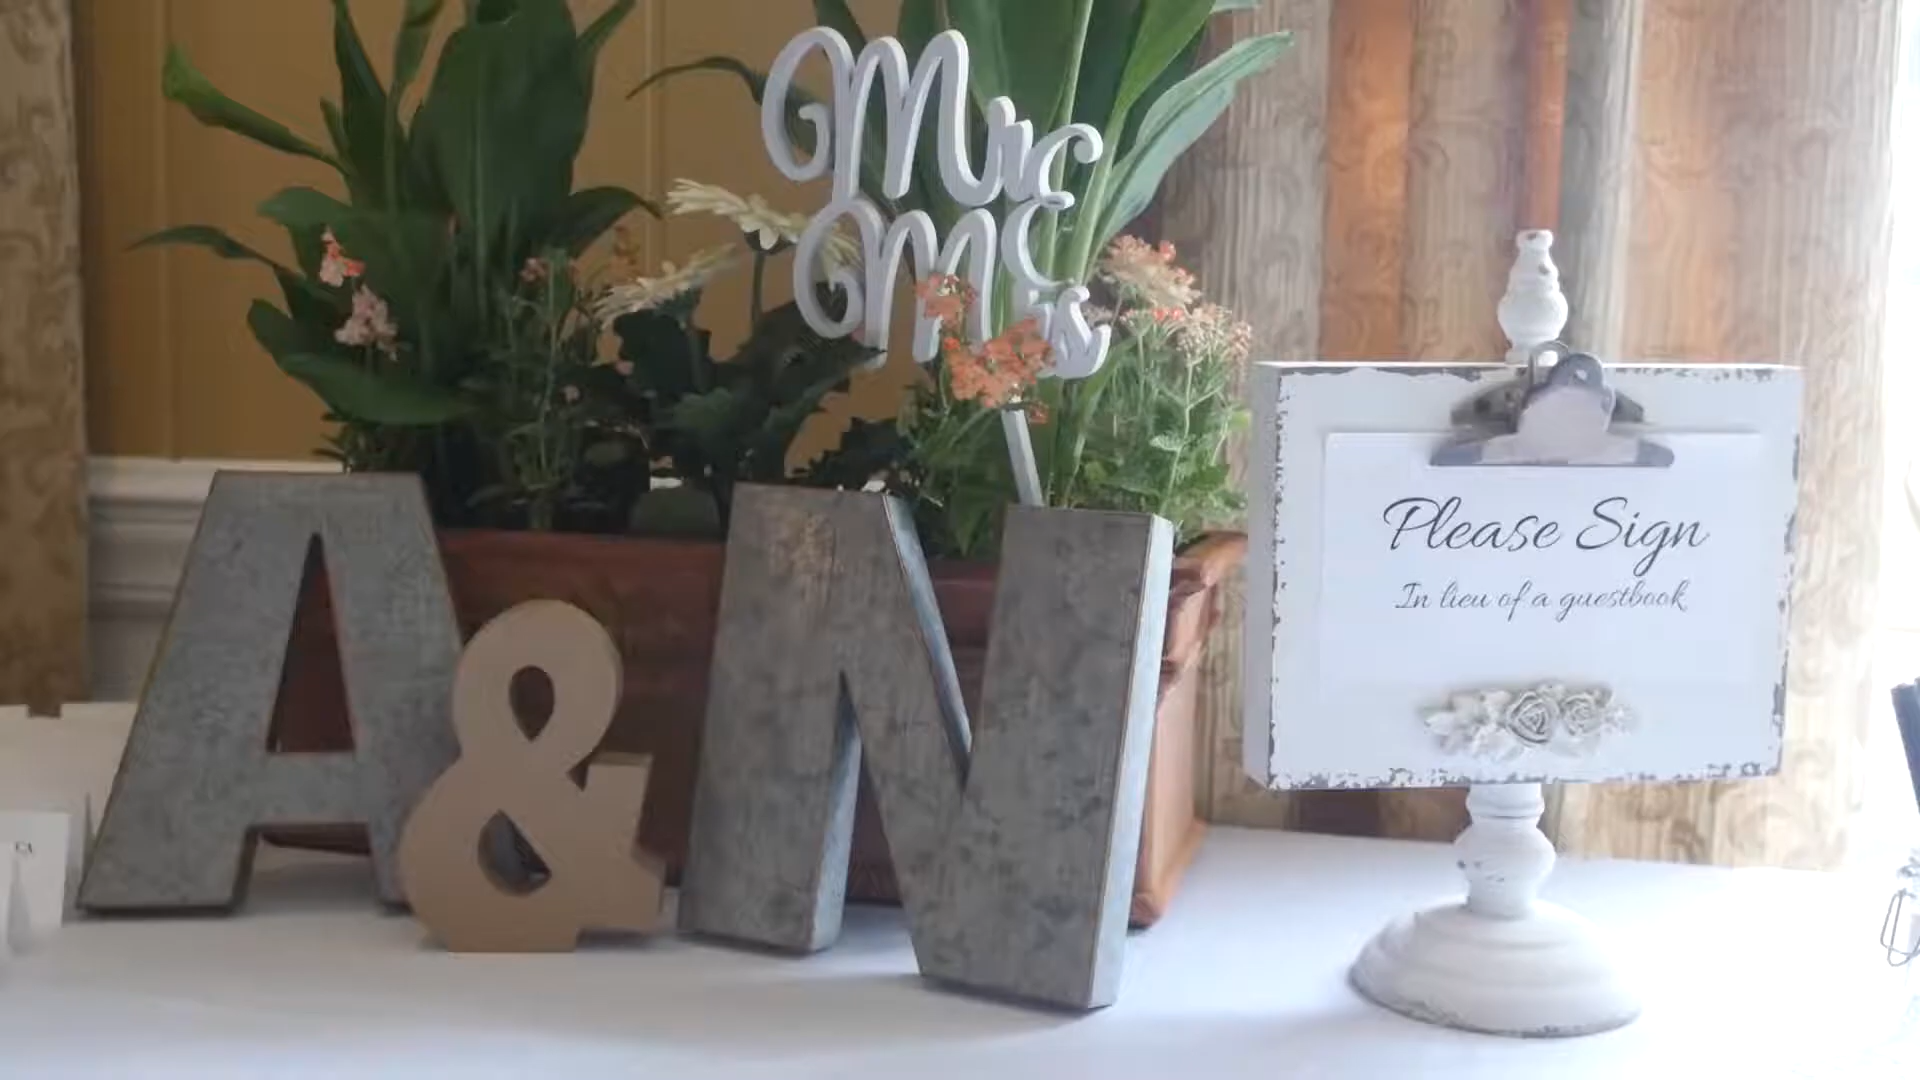 Mr &
Mrs
A & N
Please Sign
In lieu of a guestbook